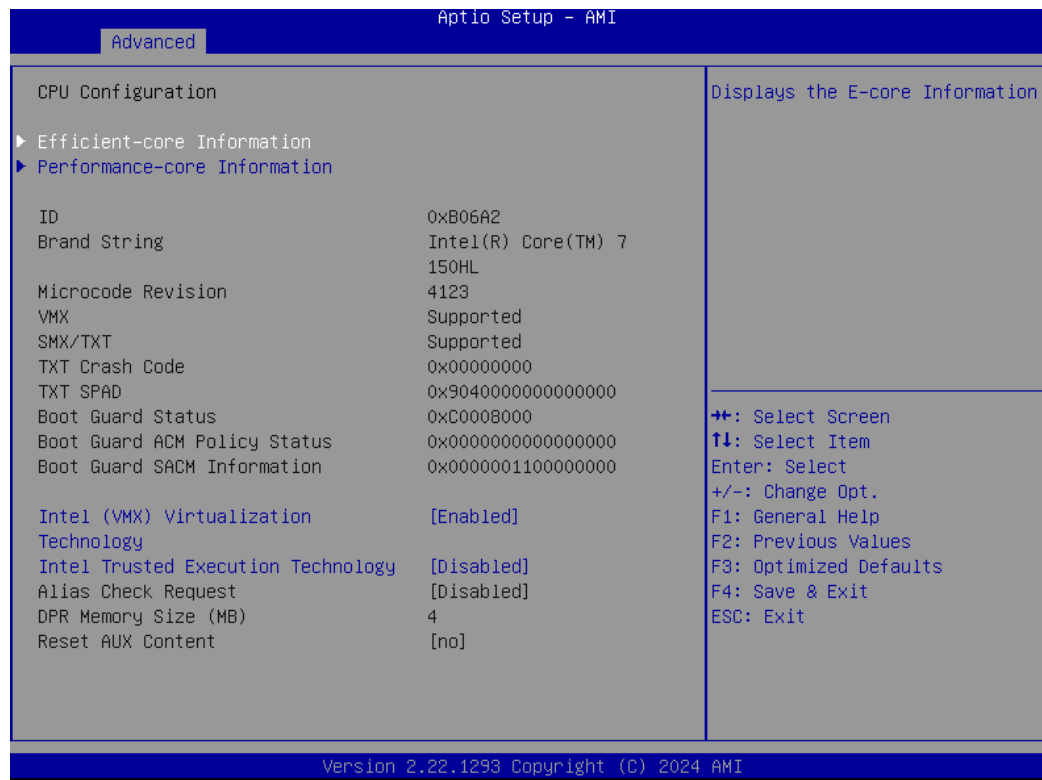 Aptio Setup - AMI
Advanced
CPU Configuration
Efficient-core Information
Performance-core Information
ID 0xB06A2
Brand String Intel(R) Core(TM) 7
150HL
Microcode Revision 4123
VMX Supported
SMX/TXT Supported
TXT Crash Code 0x00000000
TXT SPAD 0x9040000000000000
Boot Guard Status 0xC0008000
Boot Guard ACM Policy Status 0x0000000000000000
Boot Guard SACM Information 0x0000001100000000
Intel (VMX) Virtualization [Enabled]
Technology
Intel Trusted Execution Technology [Disabled]
Alias Check Request [Disabled]
DPR Memory Size (MB) 4
Reset AUX Content [no]
Displays the E-core Information
→←: Select Screen
↑↓: Select Item
Enter: Select
+/-: Change Opt.
F1: General Help
F2: Previous Values
F3: Optimized Defaults
F4: Save & Exit
ESC: Exit
Version 2.22.1293 Copyright (C) 2024 AMI